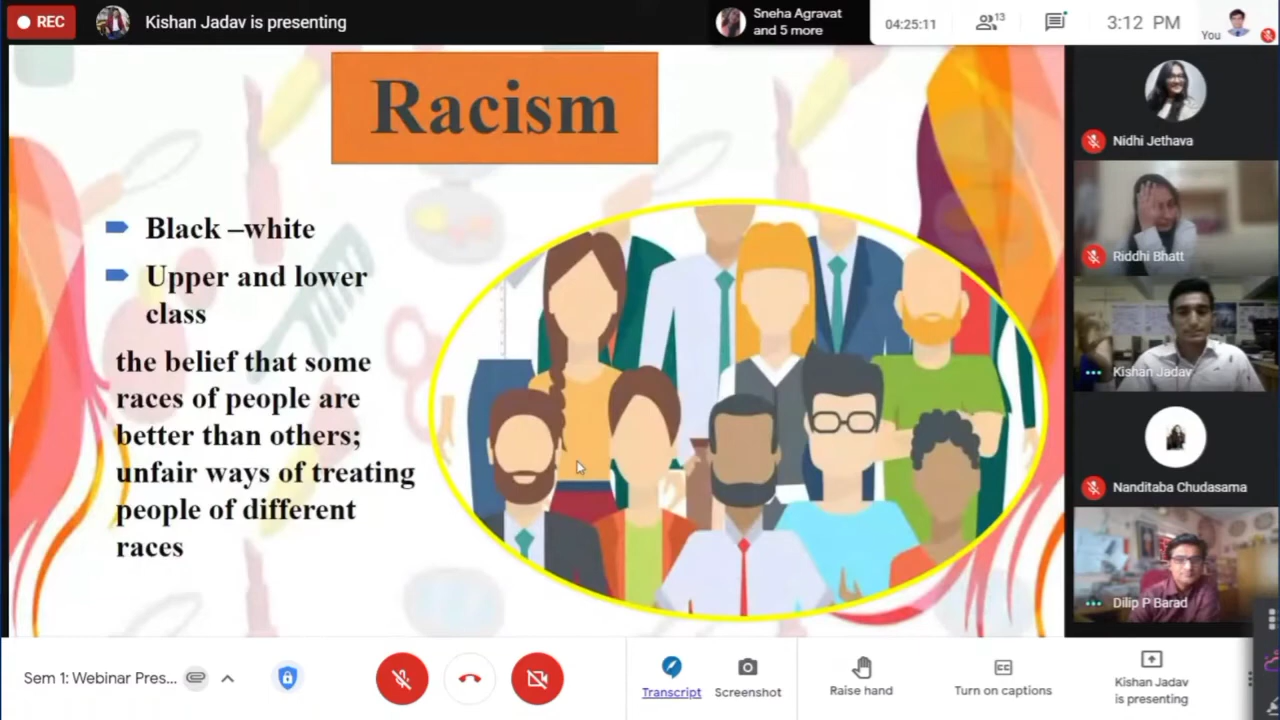 REC
Kishan Jadav is presenting
Sneha Agravat
and 5 more
04:25:11
13
3:12 PM
You
Racism
Black –white
Upper and lower
class
the belief that some
races of people are
better than others;
unfair ways of treating
people of different
races
Nidhi Jethava
Riddhi Bhatt
Kishan Jadav
Nanditaba Chudasama
Dilip P Barad
Sem 1: Webinar Pres...
Transcript
Screenshot
Raise hand
Turn on captions
Kishan Jadav
is presenting